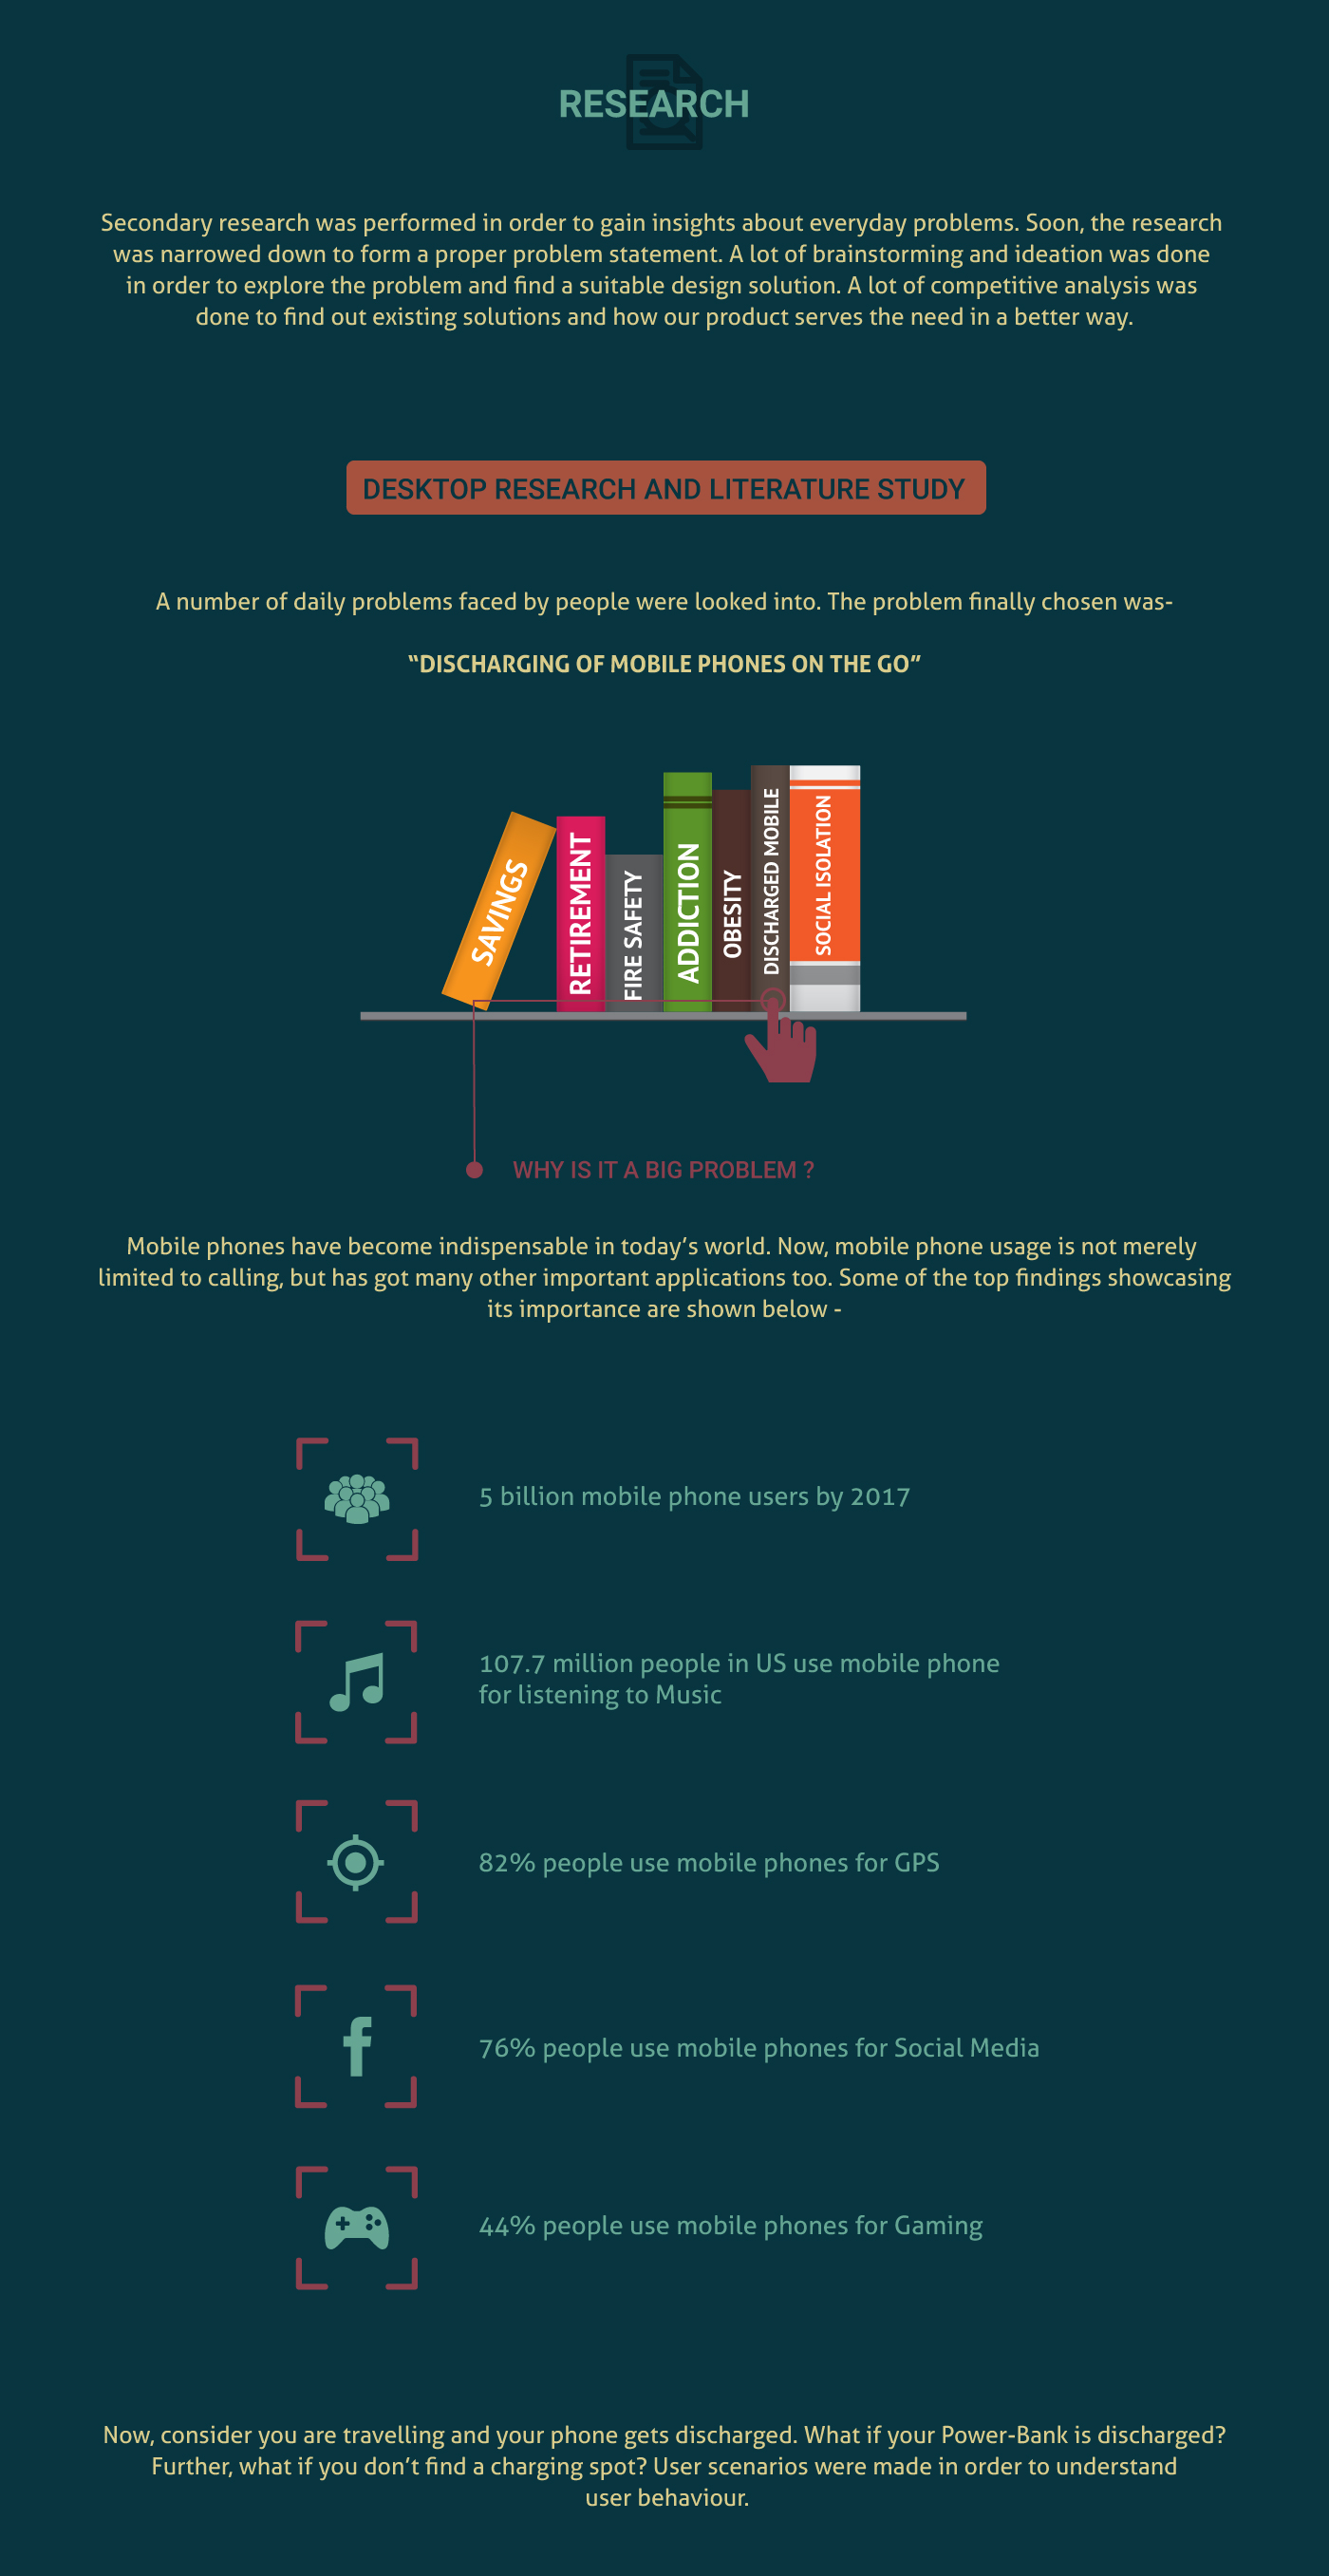 RESEARCH
Secondary research was performed in order to gain insights about everyday problems. Soon, the research
was narrowed down to form a proper problem statement. A lot of brainstorming and ideation was done
in order to explore the problem and find a suitable design solution. A lot of competitive analysis was
done to find out existing solutions and how our product serves the need in a better way.
DESKTOP RESEARCH AND LITERATURE STUDY
A number of daily problems faced by people were looked into. The problem finally chosen was-
“DISCHARGING OF MOBILE PHONES ON THE GO”
SAVINGS
RETIREMENT
FIRE SAFETY
ADDICTION
OBESITY
DISCHARGED MOBILE
SOCIAL ISOLATION
WHY IS IT A BIG PROBLEM ?
Mobile phones have become indispensable in today’s world. Now, mobile phone usage is not merely
limited to calling, but has got many other important applications too. Some of the top findings showcasing
its importance are shown below -
5 billion mobile phone users by 2017
107.7 million people in US use mobile phone
for listening to Music
82% people use mobile phones for GPS
76% people use mobile phones for Social Media
44% people use mobile phones for Gaming
Now, consider you are travelling and your phone gets discharged. What if your Power-Bank is discharged?
Further, what if you don’t find a charging spot? User scenarios were made in order to understand
user behaviour.